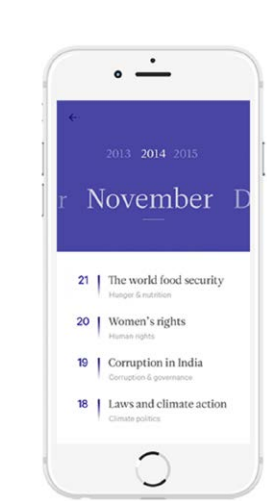 2013 2014 2015
r November D
21 The world food security
Hunger & nutrition
20 Women's rights
Human rights
19 Corruption in India
Corruption & governance
18 Laws and climate action
Climate politics